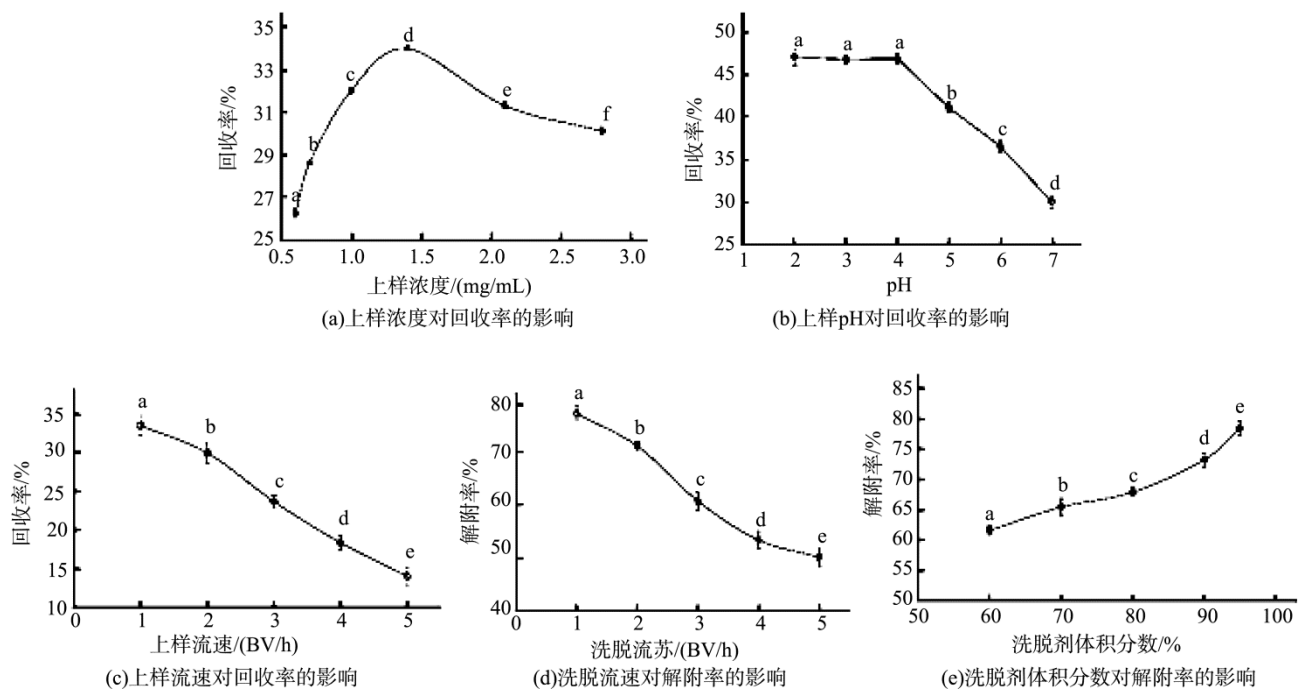 35
33
31
29
27
25
回收率/%
a
b
c
d
e
f
0.5 1.0 1.5 2.0 2.5 3.0
上样浓度/(mg/mL)
(a)上样浓度对回收率的影响
50
45
40
35
30
25
回收率/%
a a a
b
c
d
1 2 3 4 5 6 7
pH
(b)上样pH对回收率的影响
35
30
25
20
15
10
回收率/%
a
b
c
d
e
0 1 2 3 4 5
上样流速/(BV/h)
(c)上样流速对回收率的影响
80
70
60
50
40
解附率/%
a
b
c
d
e
0 1 2 3 4 5
洗脱流苏/(BV/h)
(d)洗脱流速对解附率的影响
85
80
75
70
65
60
55
50
解附率/%
a
b
c
d
e
50 60 70 80 90 100
洗脱剂体积分数/%
(e)洗脱剂体积分数对解附率的影响